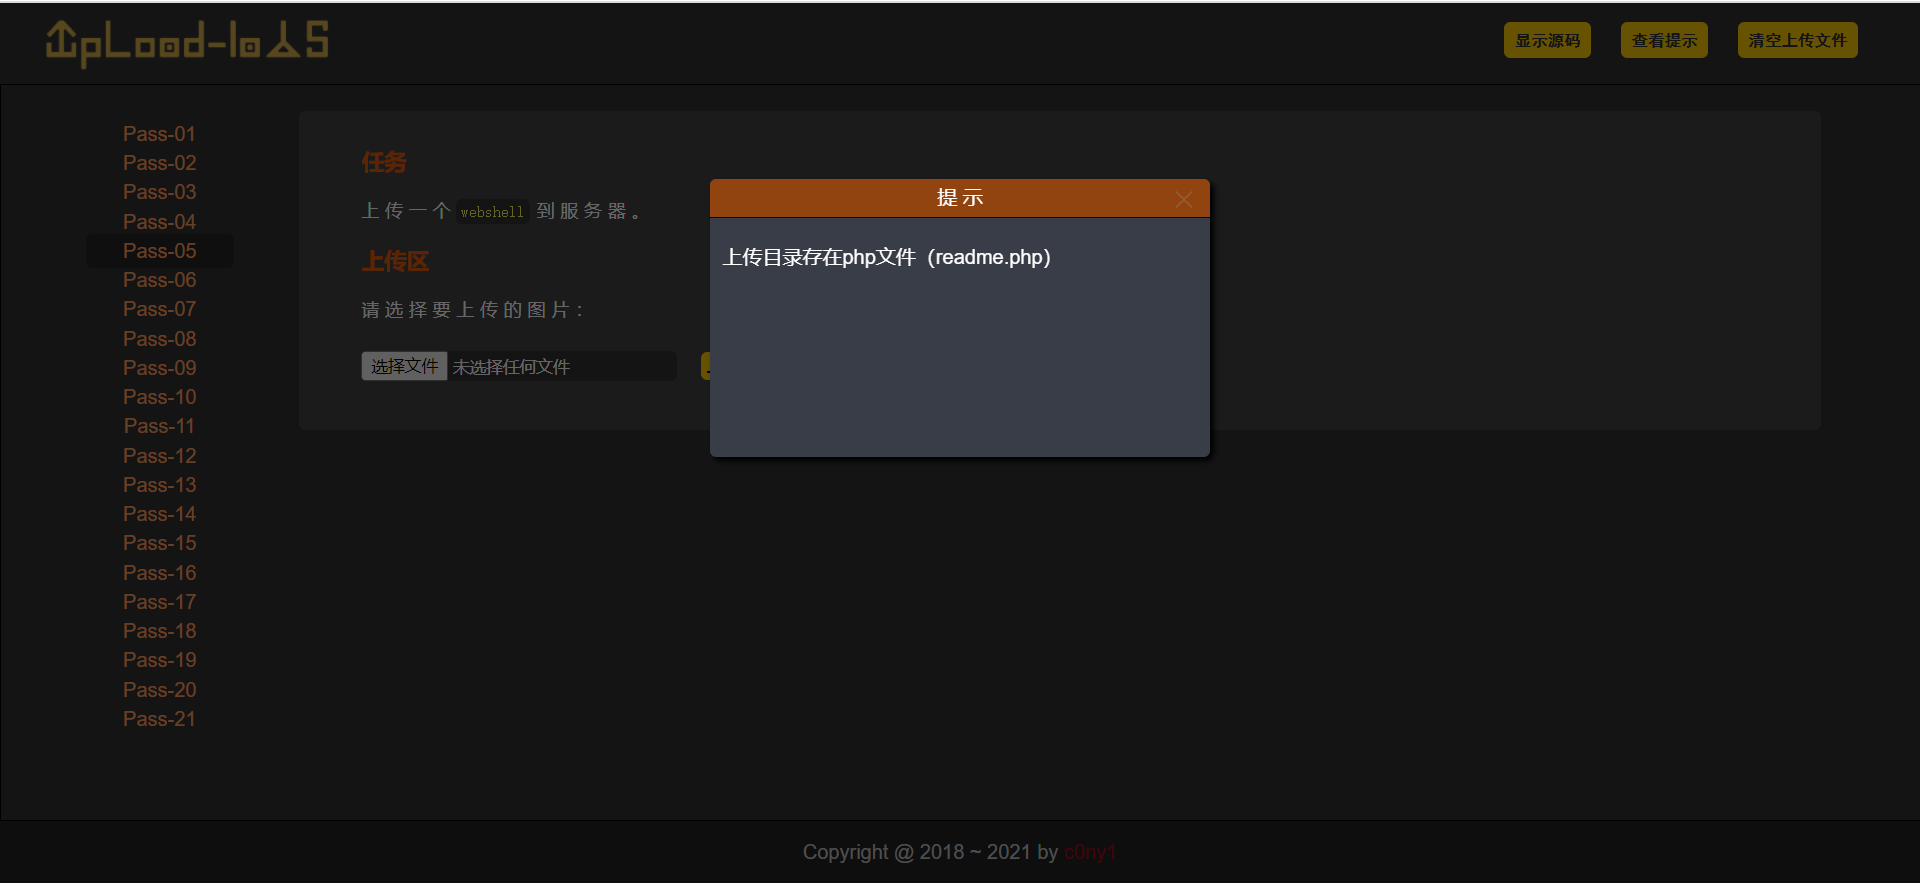 upLoad-labs
显示源码
查看提示
清空上传文件
Pass-01
Pass-02
Pass-03
Pass-04
Pass-05
Pass-06
Pass-07
Pass-08
Pass-09
Pass-10
Pass-11
Pass-12
Pass-13
Pass-14
Pass-15
Pass-16
Pass-17
Pass-18
Pass-19
Pass-20
Pass-21
任务
上传一个 webshell 到服务器。
上传区
请选择要上传的图片：
选择文件 未选择任何文件
提示
上传目录存在php文件（readme.php）
Copyright @ 2018 ~ 2021 by c0ny1